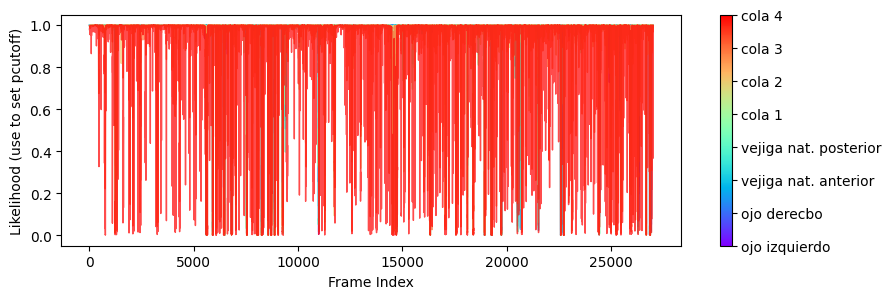 Likelihood (use to set pcutoff)
1.0
0.8
0.6
0.4
0.2
0.0
0
5000
10000
15000
20000
25000
Frame Index
cola 4
cola 3
cola 2
cola 1
vejiga nat. posterior
vejiga nat. anterior
ojo derecbo
ojo izquierdo